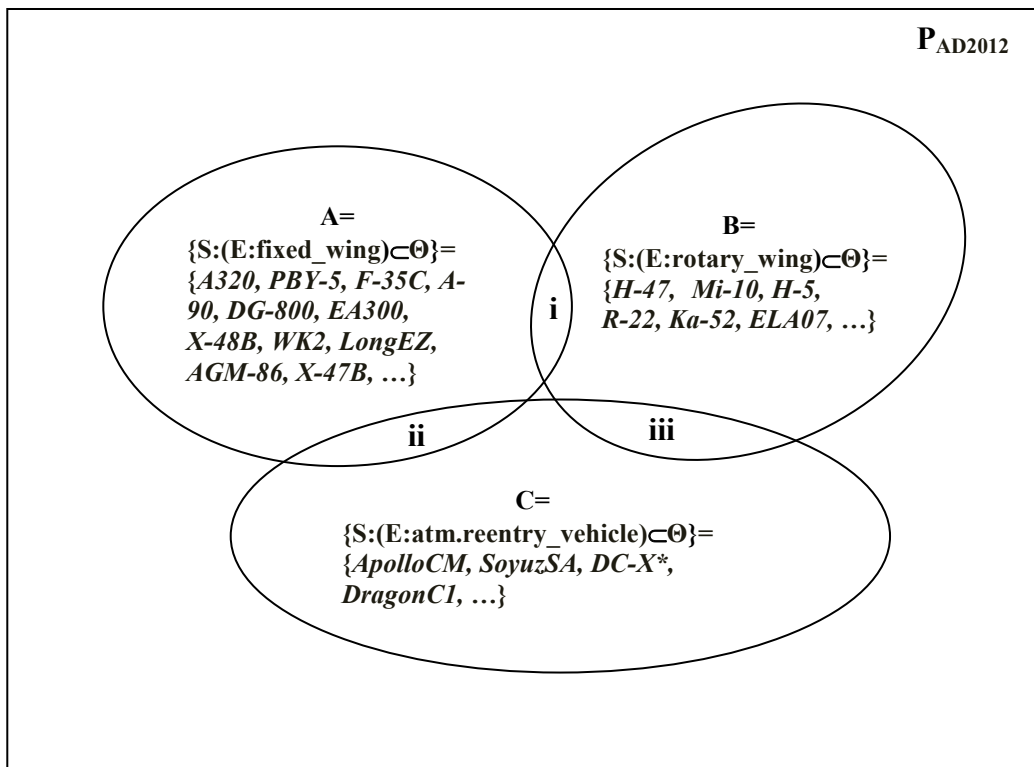 P_AD2012
A=
{S:(E:fixed_wing)⊂Θ}=
{A320, PBY-5, F-35C, A-
90, DG-800, EA300,
X-48B, WK2, LongEZ,
AGM-86, X-47B, …}
B=
{S:(E:rotary_wing)⊂Θ}=
{H-47, Mi-10, H-5,
R-22, Ka-52, ELA07, …}
i
ii
iii
C=
{S:(E:atm.reentry_vehicle)⊂Θ}=
{ApolloCM, SoyuzSA, DC-X*,
DragonC1, …}